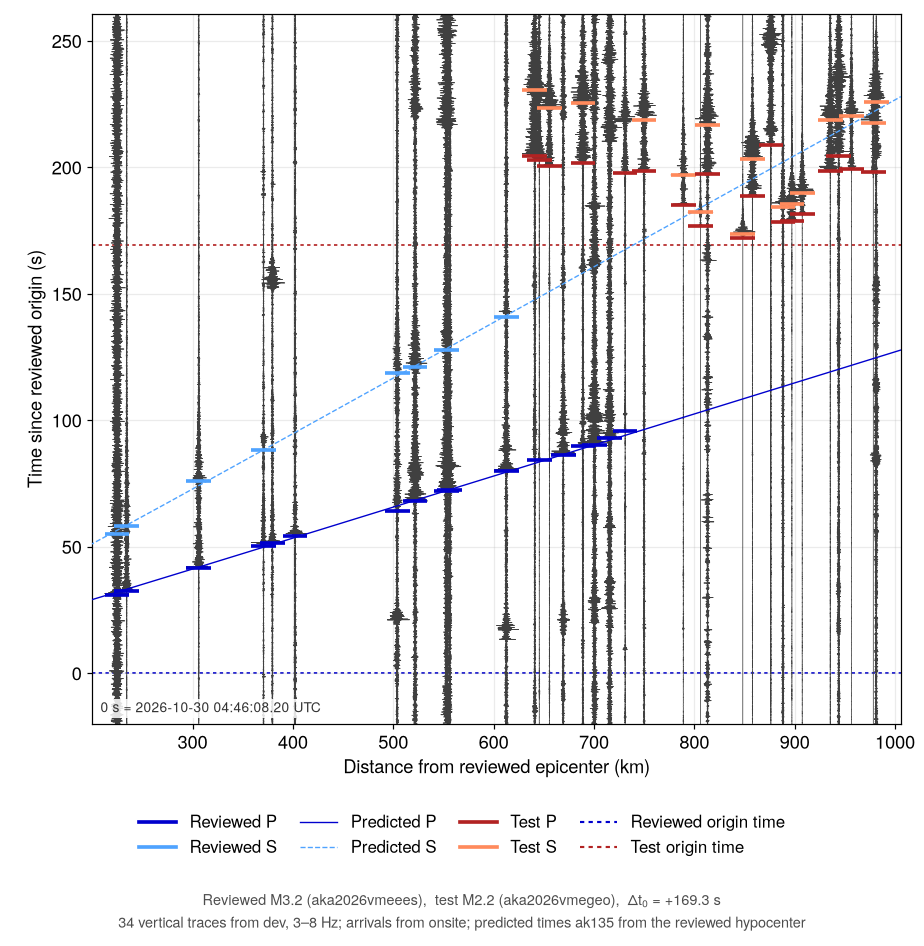 250
200
150
100
50
0
Time since reviewed origin (s)
0 s = 2026-10-30 04:46:08.20 UTC
300 400 500 600 700 800 900 1000
Distance from reviewed epicenter (km)
Reviewed P Predicted P Test P Reviewed origin time
Reviewed S Predicted S Test S Test origin time
Reviewed M3.2 (aka2026vmeees), test M2.2 (aka2026vmegeo), Δt₀ = +169.3 s
34 vertical traces from dev, 3–8 Hz; arrivals from onsite; predicted times ak135 from the reviewed hypocenter